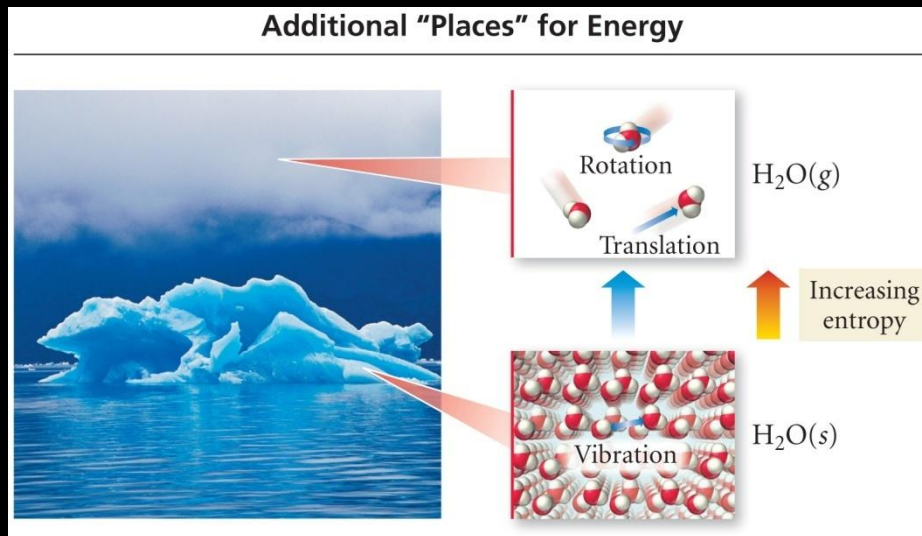 Additional “Places” for Energy
Rotation
Translation
H₂O(g)
Increasing
entropy
Vibration
H₂O(s)